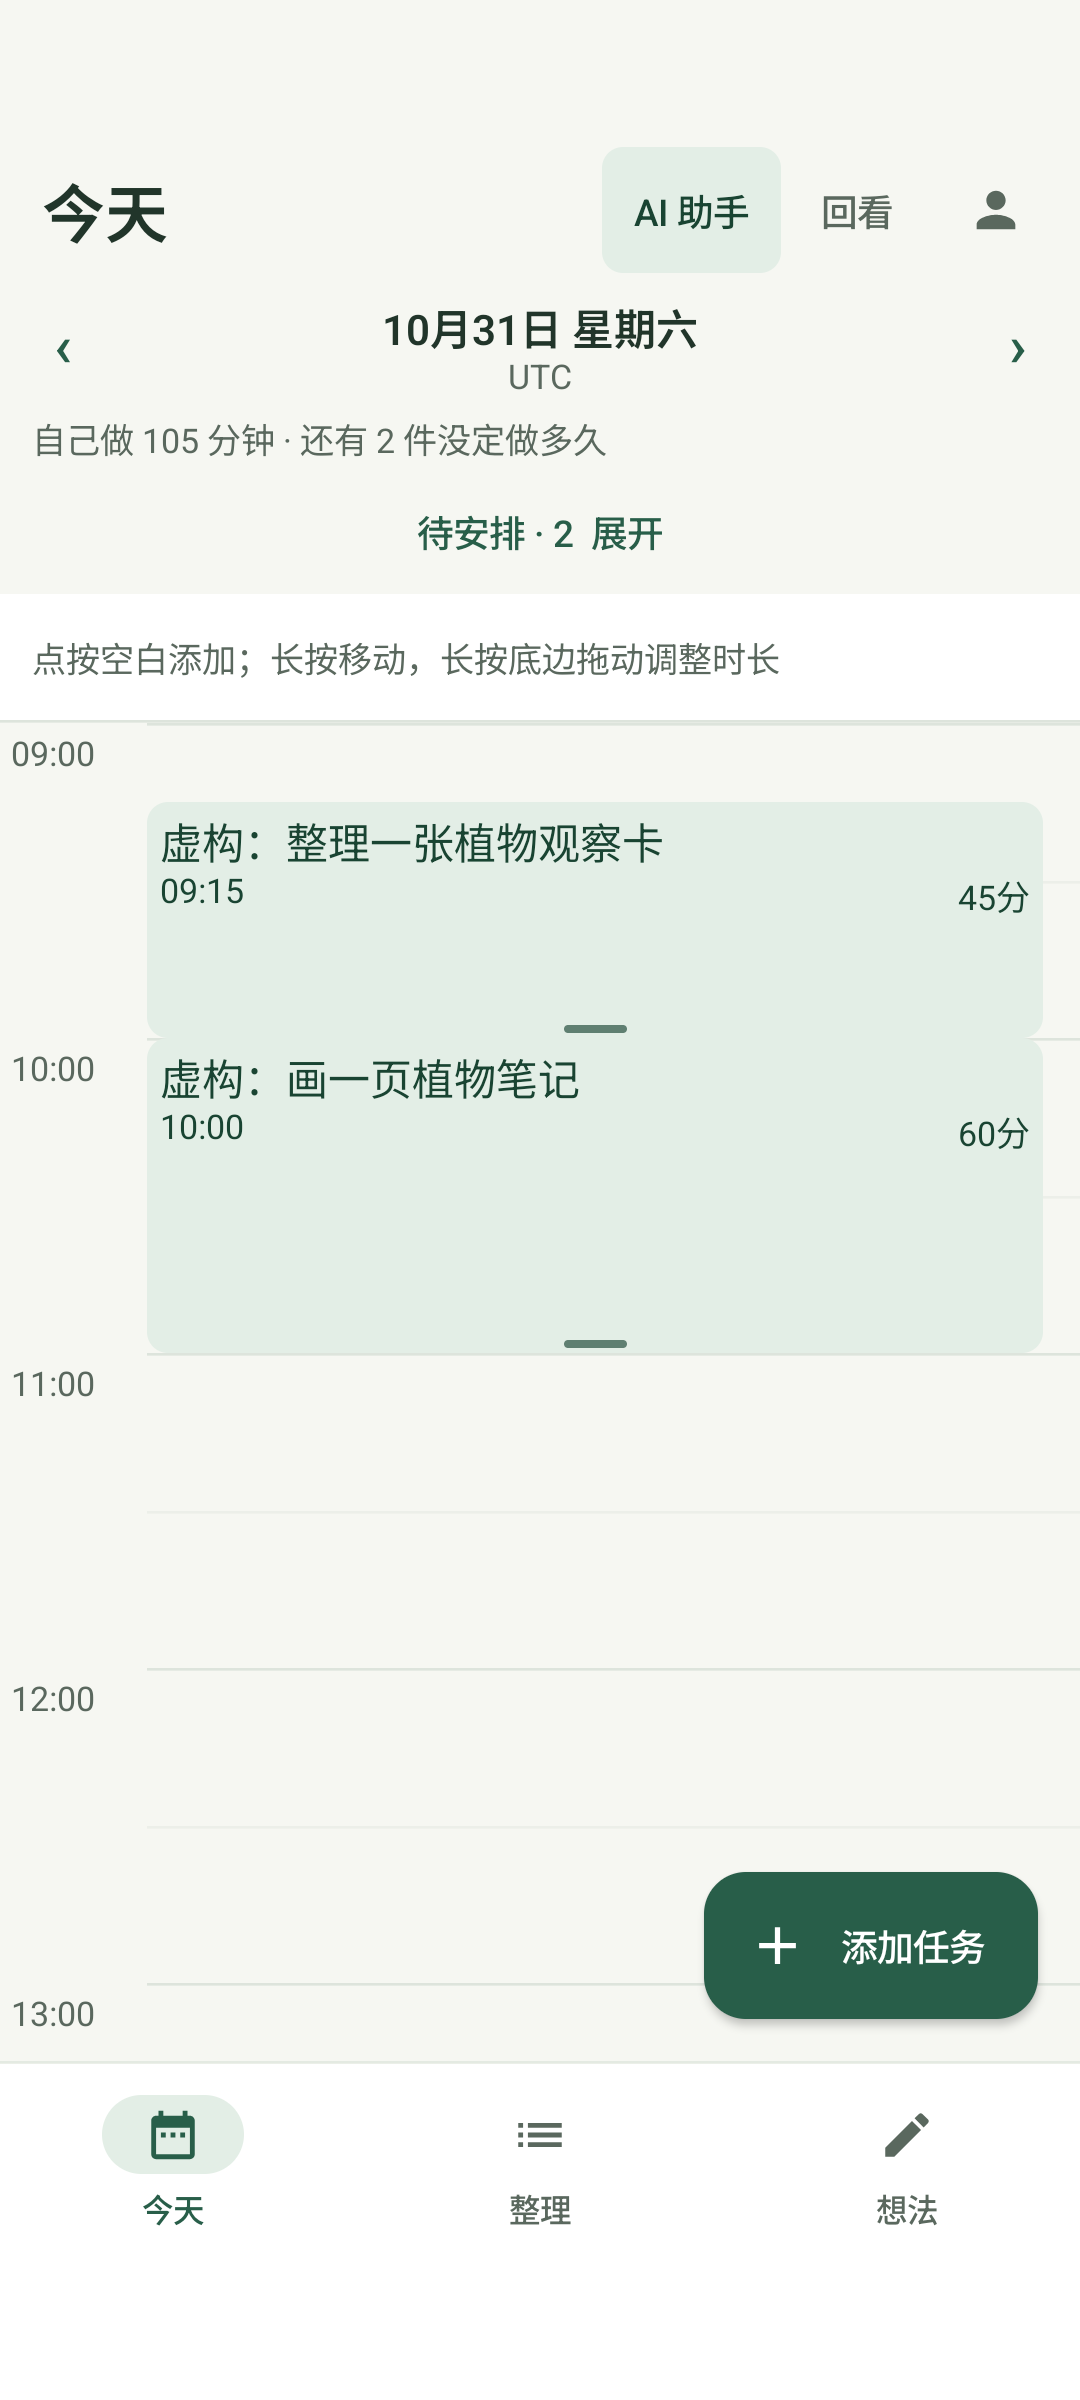 今天
AI 助手
回看
‹
10月31日 星期六
›
UTC
自己做 105 分钟 · 还有 2 件没定做多久
待安排 · 2 展开
点按空白添加；长按移动，长按底边拖动调整时长
09:00
虚构：整理一张植物观察卡
09:15
45分
10:00
虚构：画一页植物笔记
10:00
60分
11:00
12:00
添加任务
13:00
今天
整理
想法